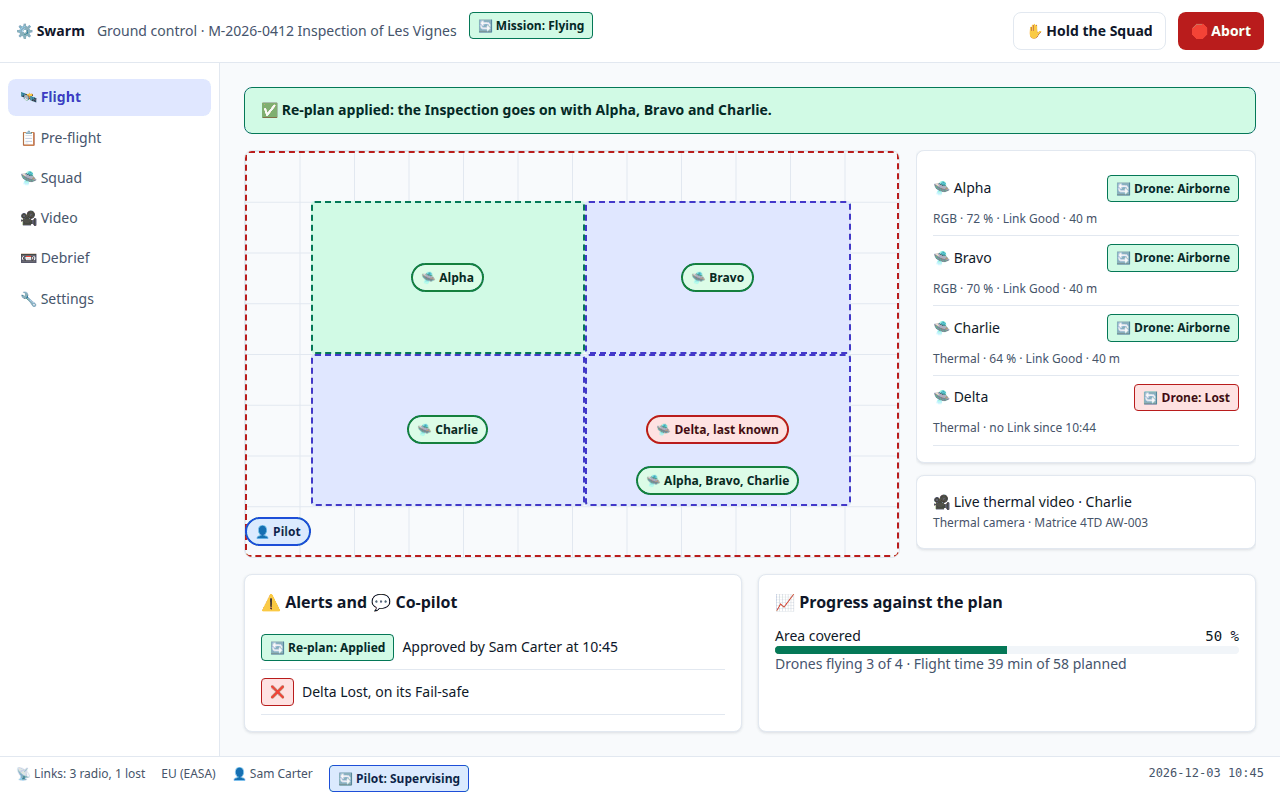 Swarm Ground control · M-2026-0412 Inspection of Les Vignes Mission: Flying Hold the Squad Abort
Flight
Pre-flight
Squad
Video
Debrief
Settings
Re-plan applied: the Inspection goes on with Alpha, Bravo and Charlie.
Alpha
Bravo
Charlie
Delta, last known
Alpha, Bravo, Charlie
Pilot
Alpha Drone: Airborne
RGB · 72 % · Link Good · 40 m
Bravo Drone: Airborne
RGB · 70 % · Link Good · 40 m
Charlie Drone: Airborne
Thermal · 64 % · Link Good · 40 m
Delta Drone: Lost
Thermal · no Link since 10:44
Live thermal video · Charlie
Thermal camera · Matrice 4TD AW-003
Alerts and Co-pilot
Re-plan: Applied Approved by Sam Carter at 10:45
Delta Lost, on its Fail-safe
Progress against the plan
Area covered 50 %
Drones flying 3 of 4 · Flight time 39 min of 58 planned
Links: 3 radio, 1 lost EU (EASA) Sam Carter Pilot: Supervising 2026-12-03 10:45